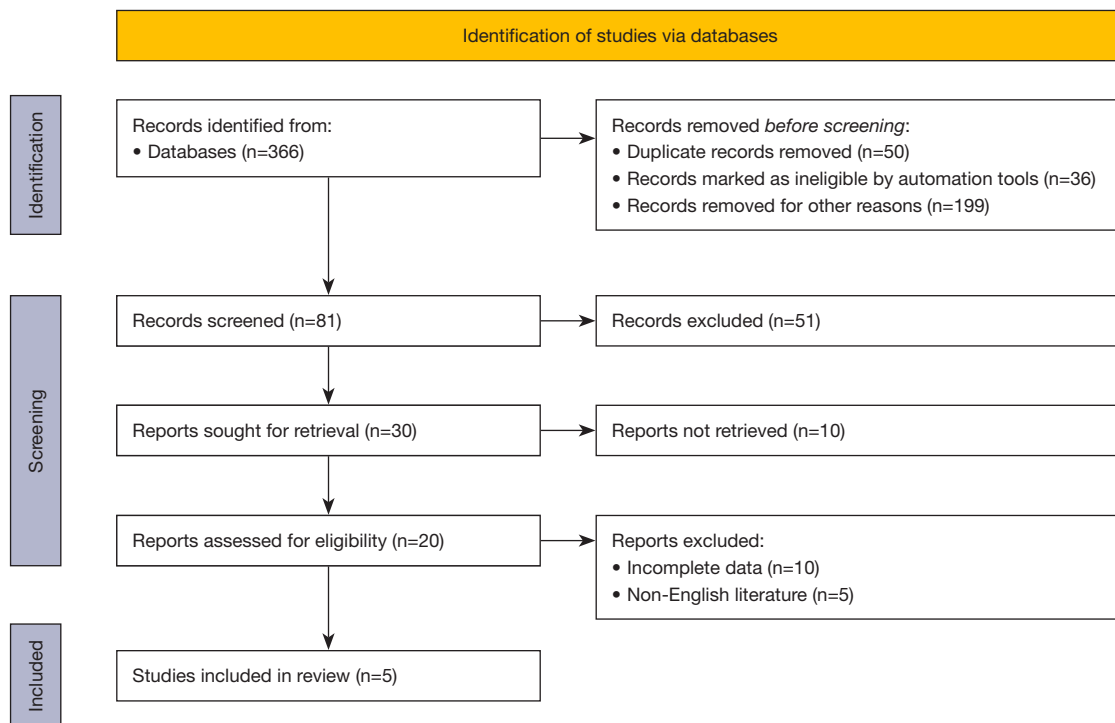 Identification of studies via databases
Identification
Records identified from:
• Databases (n=366)
Records removed before screening:
• Duplicate records removed (n=50)
• Records marked as ineligible by automation tools (n=36)
• Records removed for other reasons (n=199)
Screening
Records screened (n=81)
Records excluded (n=51)
Reports sought for retrieval (n=30)
Reports not retrieved (n=10)
Reports assessed for eligibility (n=20)
Reports excluded:
• Incomplete data (n=10)
• Non-English literature (n=5)
Included
Studies included in review (n=5)